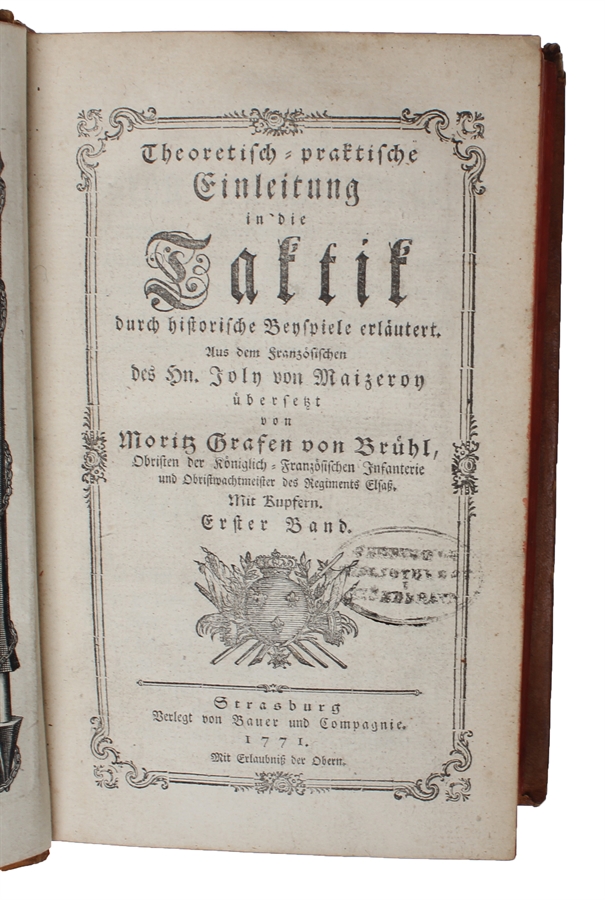 Theoretisch-praktische
Einleitung
in die
Taktik
durch historische Beyspiele erläutert.
Aus dem Französischen
des Hn. Joly von Maizeroy
übersetzt
von
Moritz Grafen von Brühl,
Obristen der Königlich-Französischen Infanterie
und Obristwachtmeister des Regiments Elsaß.
Mit Kupfern.
Erster Band.
Strasburg
Verlegt von Bauer und Compagnie.
1771.
Mit Erlaubniß der Obern.